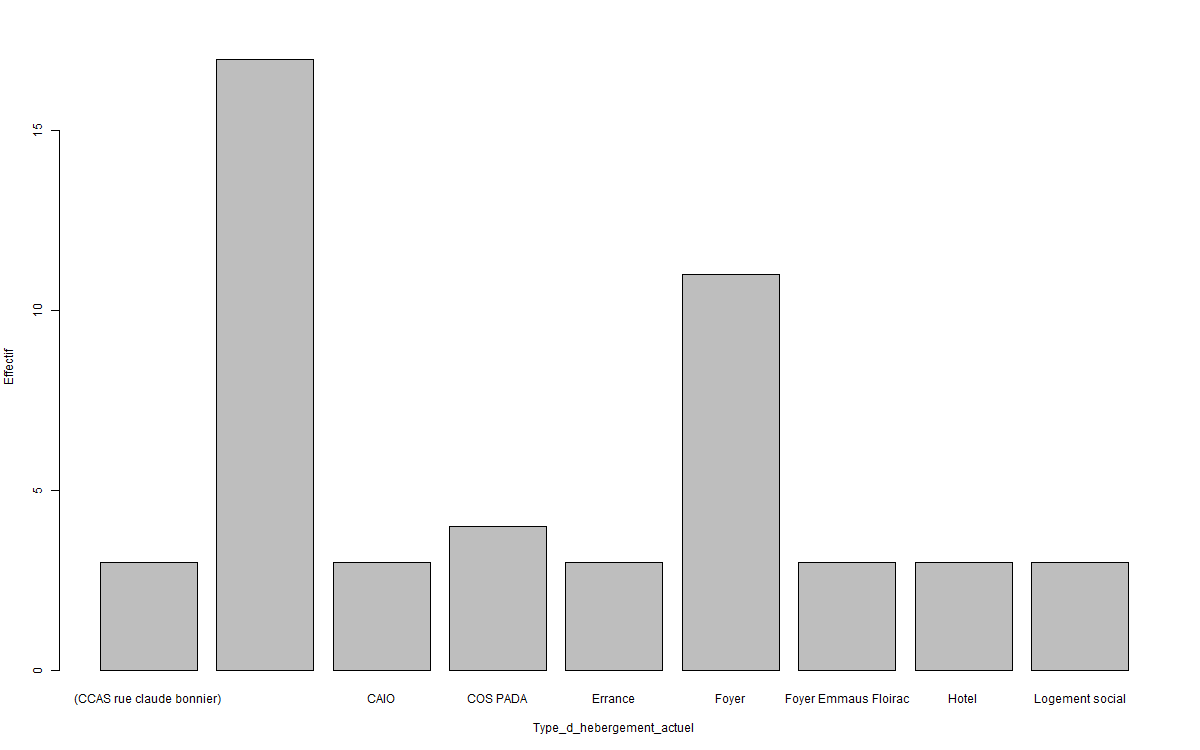 15
10
5
0
Effectif
(CCAS rue claude bonnier)
CAIO
COS PADA
Errance
Foyer
Foyer Emmaus Floirac
Hotel
Logement social
Type_d_hebergement_actuel